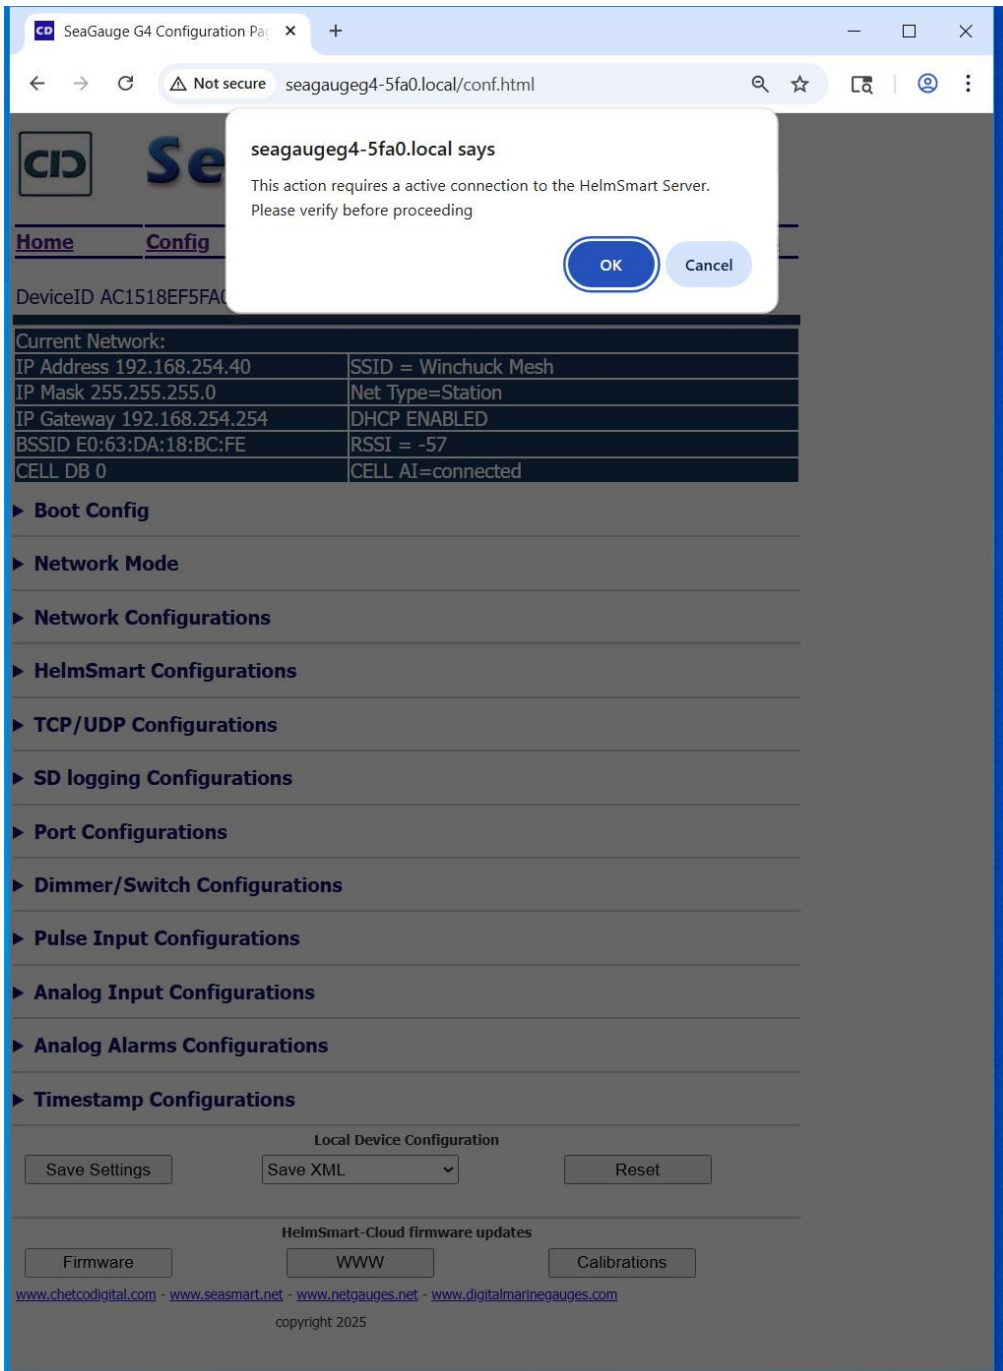 CD SeaGauge G4 Configuration Pag
Not secure seagaugeg4-5fa0.local/conf.html
seagaugeg4-5fa0.local says
This action requires a active connection to the HelmSmart Server.
Please verify before proceeding
OK Cancel
CD Se
Home Config
DeviceID AC1518EF5FA0
Current Network:
IP Address 192.168.254.40 SSID = Winchuck Mesh
IP Mask 255.255.255.0 Net Type=Station
IP Gateway 192.168.254.254 DHCP ENABLED
BSSID E0:63:DA:18:BC:FE RSSI = -57
CELL DB 0 CELL AI=connected
Boot Config
Network Mode
Network Configurations
HelmSmart Configurations
TCP/UDP Configurations
SD logging Configurations
Port Configurations
Dimmer/Switch Configurations
Pulse Input Configurations
Analog Input Configurations
Analog Alarms Configurations
Timestamp Configurations
Local Device Configuration
Save Settings Save XML Reset
HelmSmart-Cloud firmware updates
Firmware WWW Calibrations
www.chetcodigital.com - www.seasmart.net - www.netgauges.net - www.digitalmarinegauges.com
copyright 2025